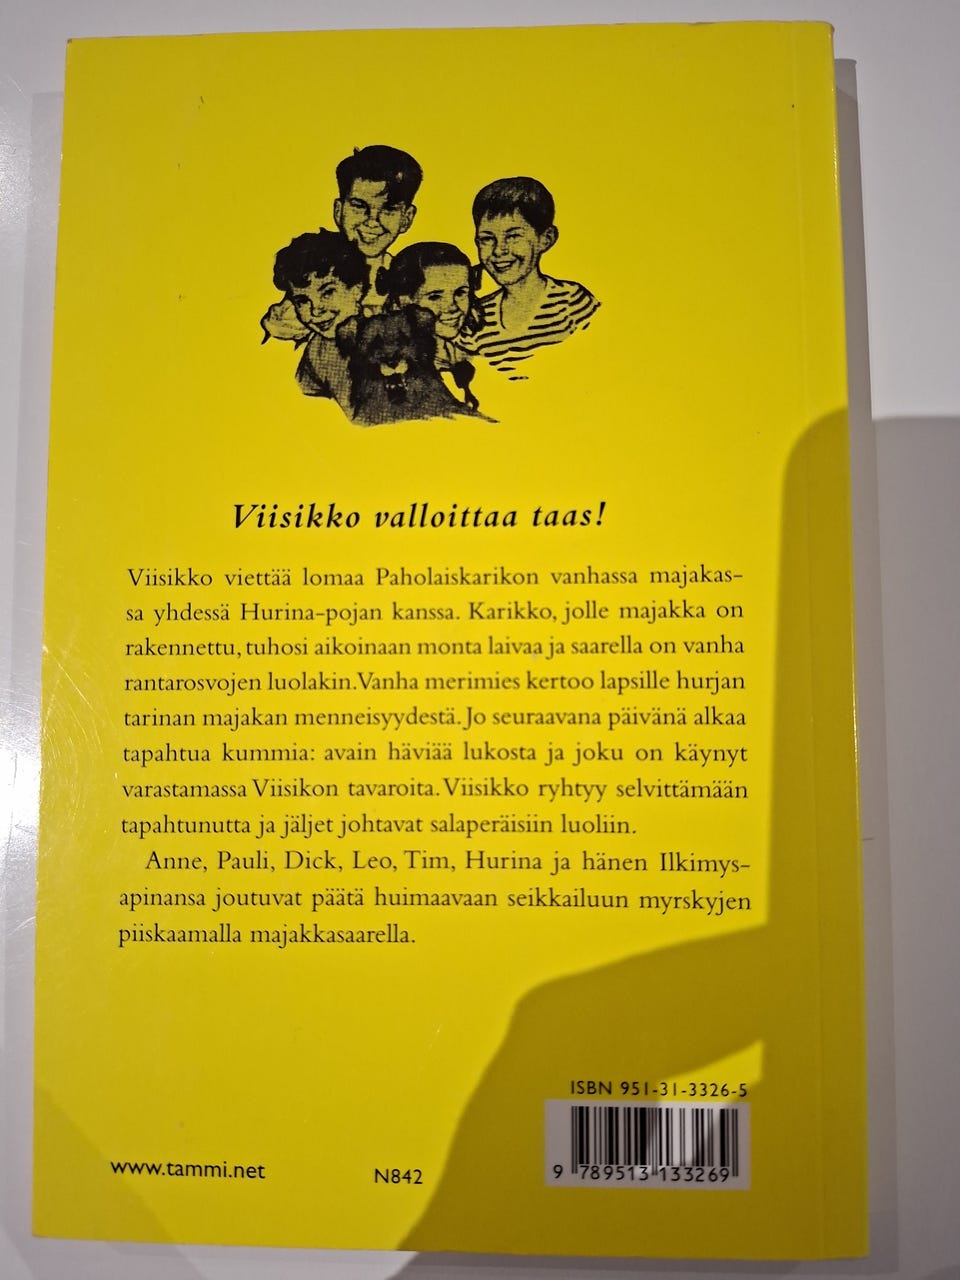 Viisikko valloittaa taas!
Viisikko viettää lomaa Paholaiskarikon vanhassa majakas-
sa yhdessä Hurina-pojan kanssa. Karikko, jolle majakka on
rakennettu, tuhosi aikoinaan monta laivaa ja saarella on vanha
rantarosvojen luolakin. Vanha merimies kertoo lapsille hurjan
tarinan majakan menneisyydestä. Jo seuraavana päivänä alkaa
tapahtua kummia: avain häviää lukosta ja joku on käynyt
varastamassa Viisikon tavaroita. Viisikko ryhtyy selvittämään
tapahtunutta ja jäljet johtavat salaperäisiin luoliin.
Anne, Pauli, Dick, Leo, Tim, Hurina ja hänen Ilkimys-
apinansa joutuvat päätä huimaavaan seikkailuun myrskyjen
piiskaamalla majakkasaarella.
ISBN 951-31-3326-5
9 789513 133269
www.tammi.net
N842